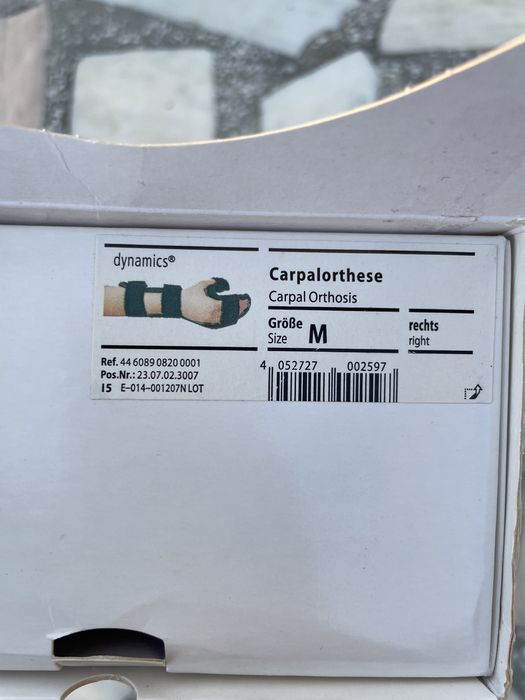 dynamics®
Carpalorthese
Carpal Orthosis
Größe
Size
M
rechts
right
Ref. 44 6089 0820 0001
Pos.Nr.: 23.07.02.3007
I5 E–014–001207N LOT
4 052727 002597